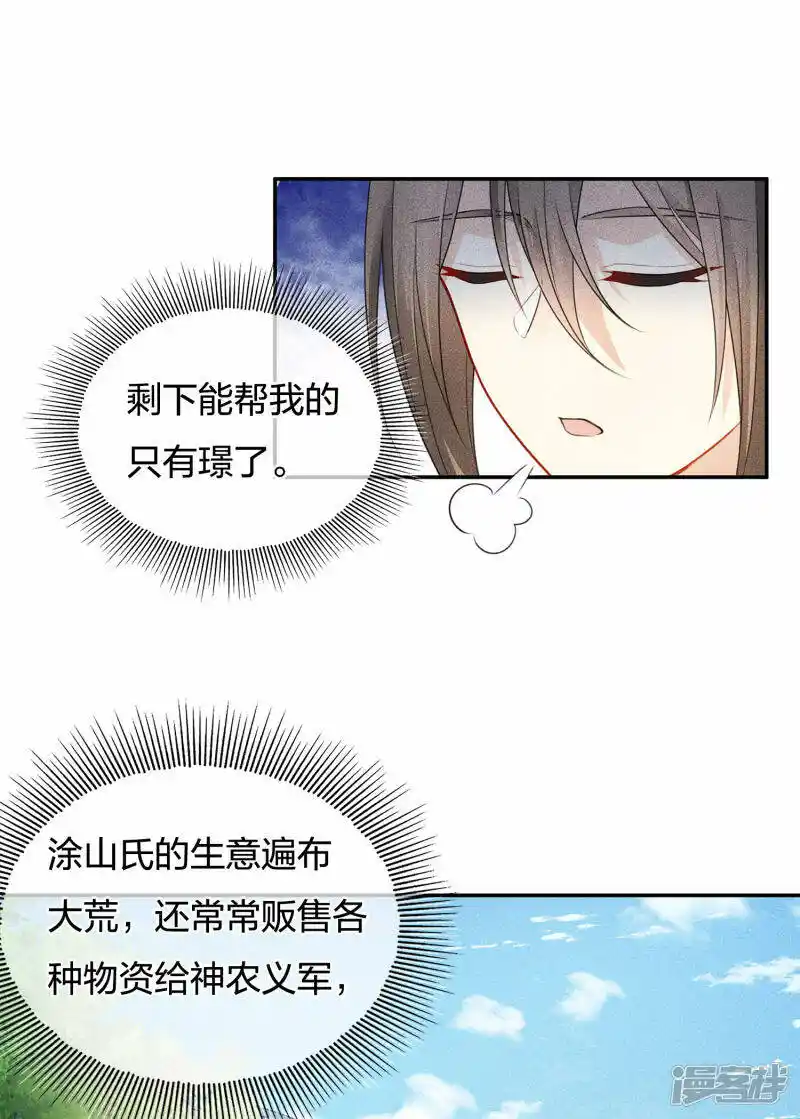 剩下能帮我的
只有璟了。
涂山氏的生意遍布
大荒，还常常贩售各
种物资给神农义军，
漫客栈